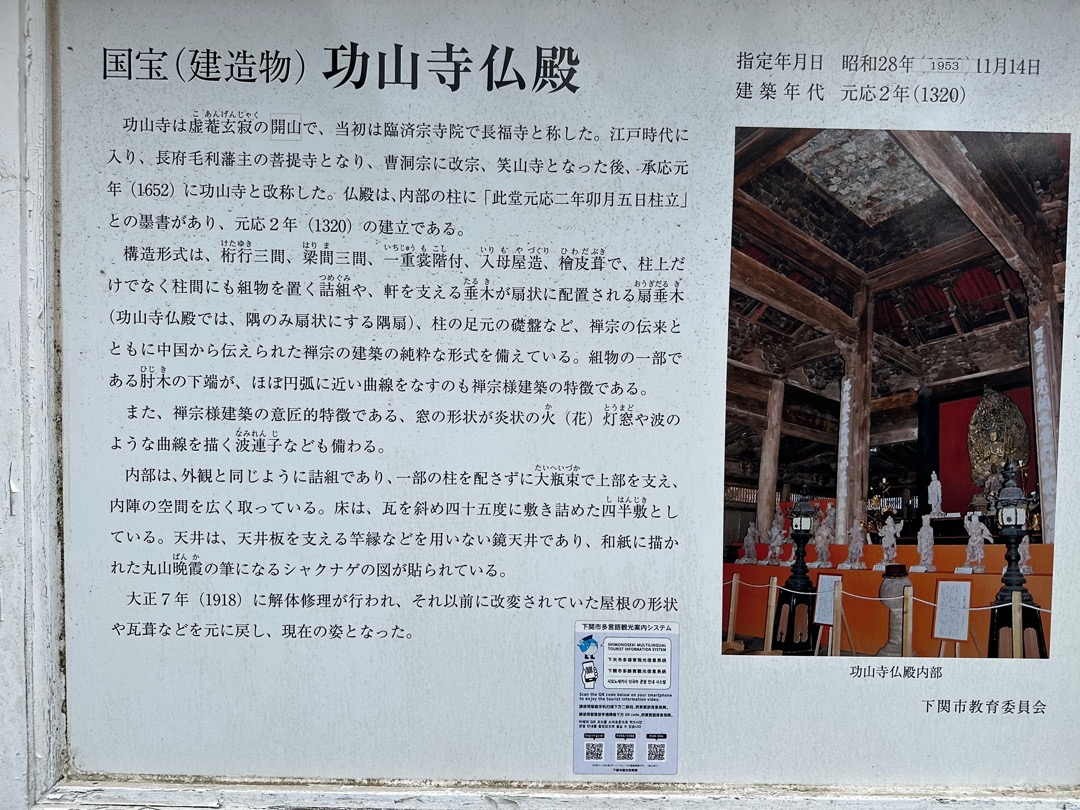 国宝（建造物） 功山寺仏殿
指定年月日　昭和28年（1953）11月14日
建築年代　元応２年（1320）
功山寺は虚菴玄寂の開山で、当初は臨済宗寺院で長福寺と称した。江戸時代に
入り、長府毛利藩主の菩提寺となり、曹洞宗に改宗、笑山寺となった後、承応元
年（1652）に功山寺と改称した。仏殿は、内部の柱に「此堂元応二年卯月五日柱立」
との墨書があり、元応２年（1320）の建立である。
構造形式は、桁行三間、梁間三間、一重裳階付、入母屋造、檜皮葺で、柱上だ
けでなく柱間にも組物を置く詰組や、軒を支える垂木が扇状に配置される扇垂木
（功山寺仏殿では、隅のみ扇状にする隅扇）、柱の足元の礎盤など、禅宗の伝来と
ともに中国から伝えられた禅宗の建築の純粋な形式を備えている。組物の一部で
ある肘木の下端が、ほぼ円弧に近い曲線をなすのも禅宗様建築の特徴である。
また、禅宗様建築の意匠的特徴である、窓の形状が炎状の火（花）灯窓や波の
ような曲線を描く波連子なども備わる。
内部は、外観と同じように詰組であり、一部の柱を配さずに大瓶束で上部を支え、
内陣の空間を広く取っている。床は、瓦を斜め四十五度に敷き詰めた四半敷とし
ている。天井は、天井板を支える竿縁などを用いない鏡天井であり、和紙に描か
れた丸山晩霞の筆になるシャクナゲの図が貼られている。
大正７年（1918）に解体修理が行われ、それ以前に改変されていた屋根の形状
や瓦葺などを元に戻し、現在の姿となった。
功山寺仏殿内部
下関市教育委員会
下関市多言語観光案内システム
SHIMONOSEKI MULTILINGUAL
TOURIST INFORMATION SYSTEM
Scan the QR code below on your smartphone
to enjoy the tourist information video.